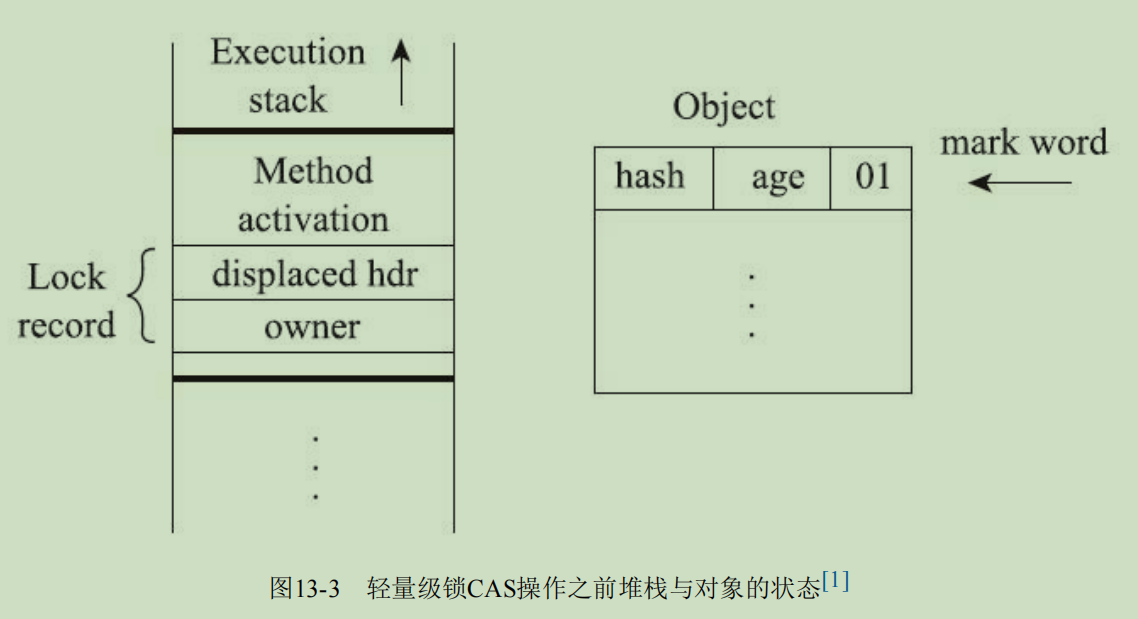 Execution
stack
Method
activation
Lock
record
displaced hdr
owner
Object
hash age 01
mark word
图13-3 轻量级锁CAS操作之前堆栈与对象的状态[1]